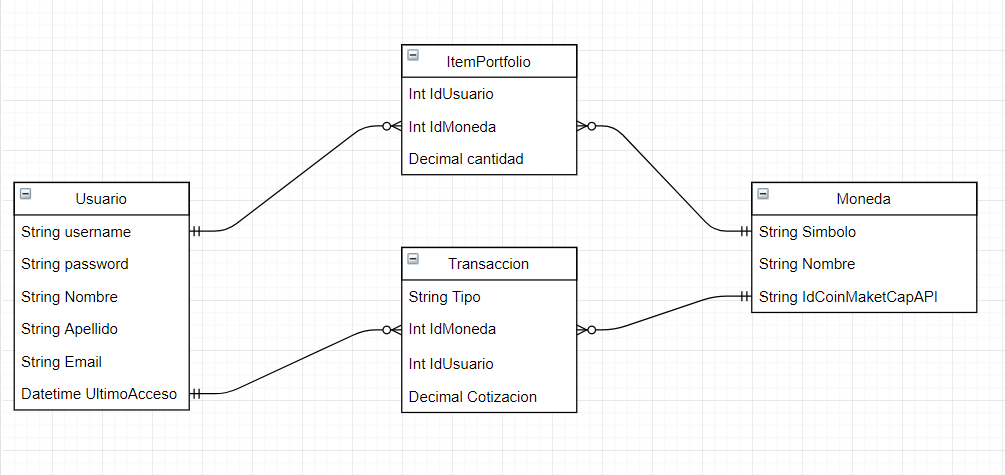 ItemPortfolio
Int IdUsuario
Int IdMoneda
Decimal cantidad
Usuario
String username
String password
String Nombre
String Apellido
String Email
Datetime UltimoAcceso
Transaccion
String Tipo
Int IdMoneda
Int IdUsuario
Decimal Cotizacion
Moneda
String Simbolo
String Nombre
String IdCoinMaketCapAPI